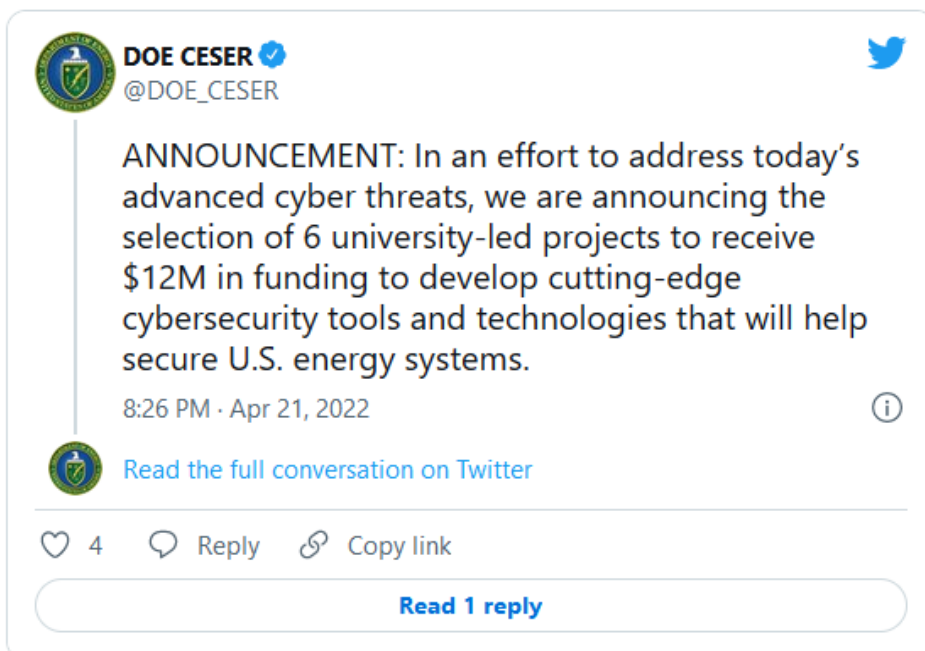 DOE CESER
@DOE_CESER
ANNOUNCEMENT: In an effort to address today's
advanced cyber threats, we are announcing the
selection of 6 university-led projects to receive
$12M in funding to develop cutting-edge
cybersecurity tools and technologies that will help
secure U.S. energy systems.
8:26 PM · Apr 21, 2022
Read the full conversation on Twitter
4 Reply Copy link
Read 1 reply